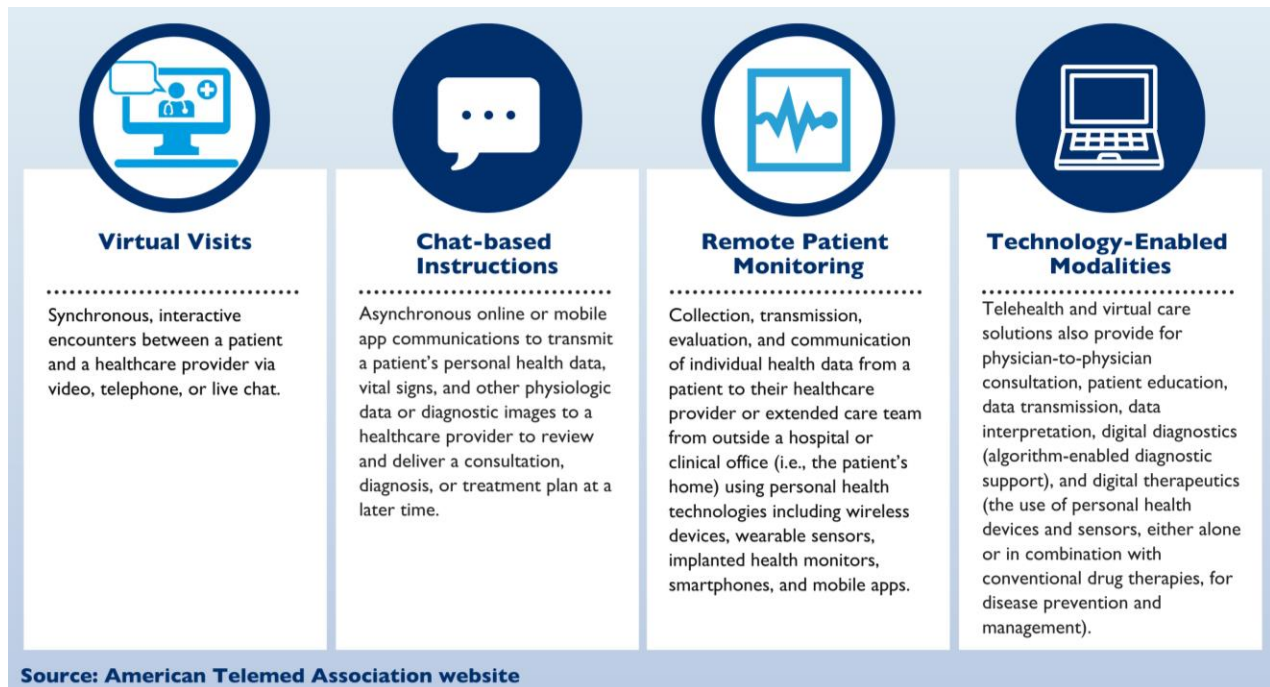 Virtual Visits
Synchronous, interactive
encounters between a patient
and a healthcare provider via
video, telephone, or live chat.
Chat-based
Instructions
Asynchronous online or mobile
app communications to transmit
a patient's personal health data,
vital signs, and other physiologic
data or diagnostic images to a
healthcare provider to review
and deliver a consultation,
diagnosis, or treatment plan at a
later time.
Remote Patient
Monitoring
Collection, transmission,
evaluation, and communication
of individual health data from a
patient to their healthcare
provider or extended care team
from outside a hospital or
clinical office (i.e., the patient's
home) using personal health
technologies including wireless
devices, wearable sensors,
implanted health monitors,
smartphones, and mobile apps.
Technology-Enabled
Modalities
Telehealth and virtual care
solutions also provide for
physician-to-physician
consultation, patient education,
data transmission, data
interpretation, digital diagnostics
(algorithm-enabled diagnostic
support), and digital therapeutics
(the use of personal health
devices and sensors, either alone
or in combination with
conventional drug therapies, for
disease prevention and
management).
Source: American Telemed Association website